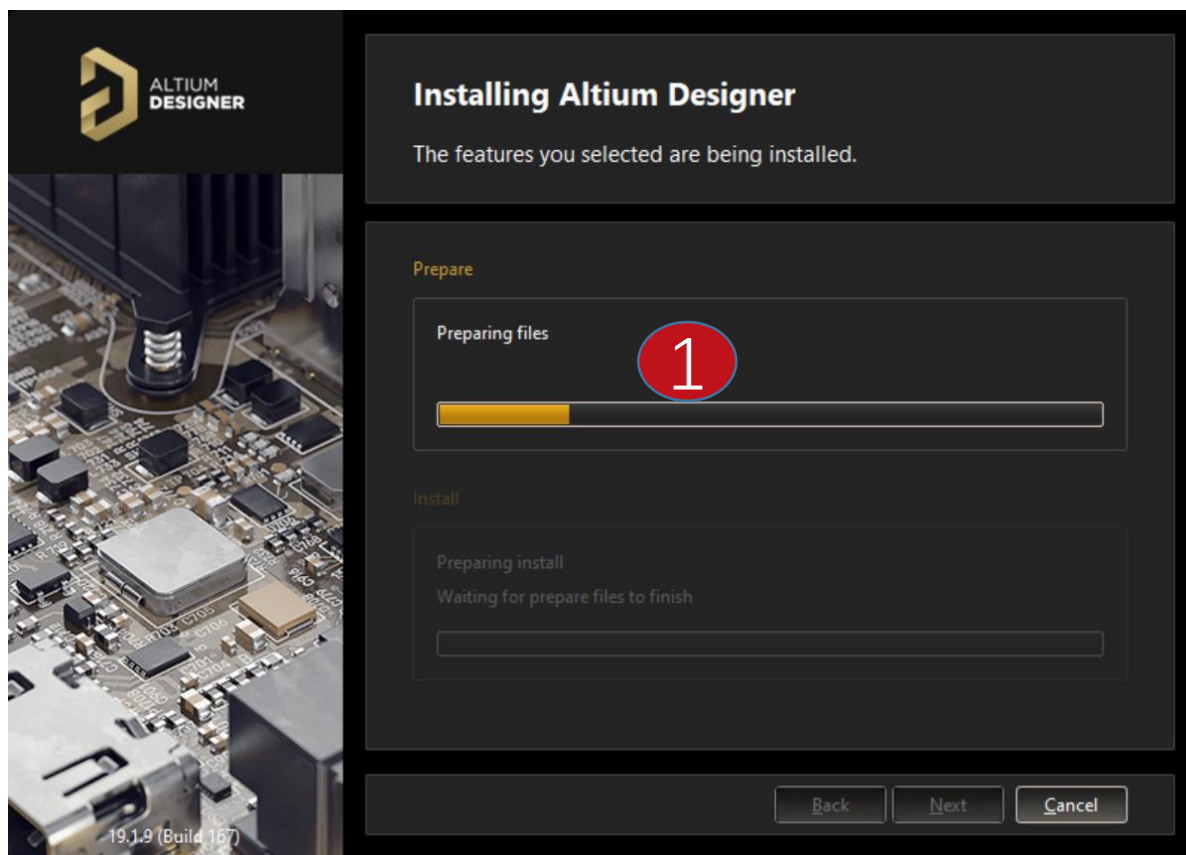 ALTIUM
DESIGNER
Installing Altium Designer
The features you selected are being installed.
Prepare
Preparing files
1
Install
Preparing install
Waiting for prepare files to finish
Back
Next
Cancel
19.1.9 (Build 167)